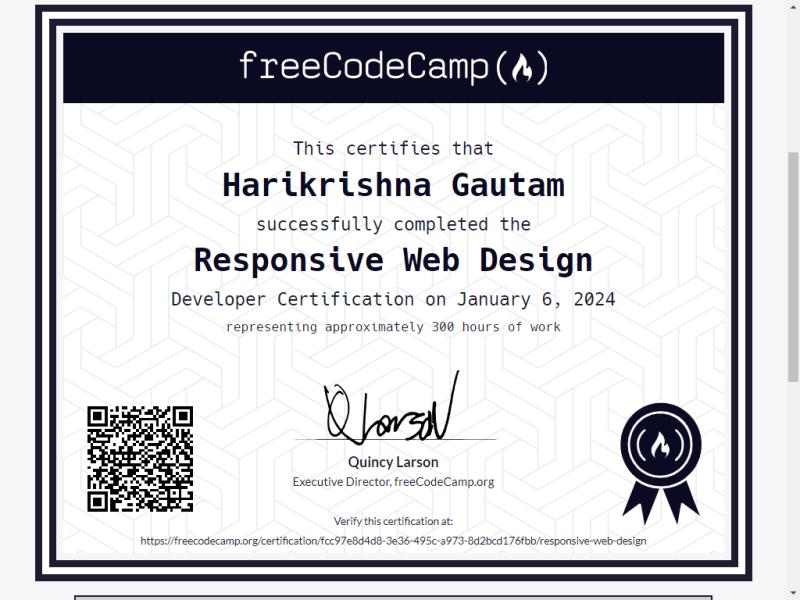 freeCodeCamp(🔥)
This certifies that
Harikrishna Gautam
successfully completed the
Responsive Web Design
Developer Certification on January 6, 2024
representing approximately 300 hours of work
Q Larson
Quincy Larson
Executive Director, freeCodeCamp.org
Verify this certification at:
https://freecodecamp.org/certification/fcc97e8d4d8-3e36-495c-a973-8d2bcd176fbb/responsive-web-design